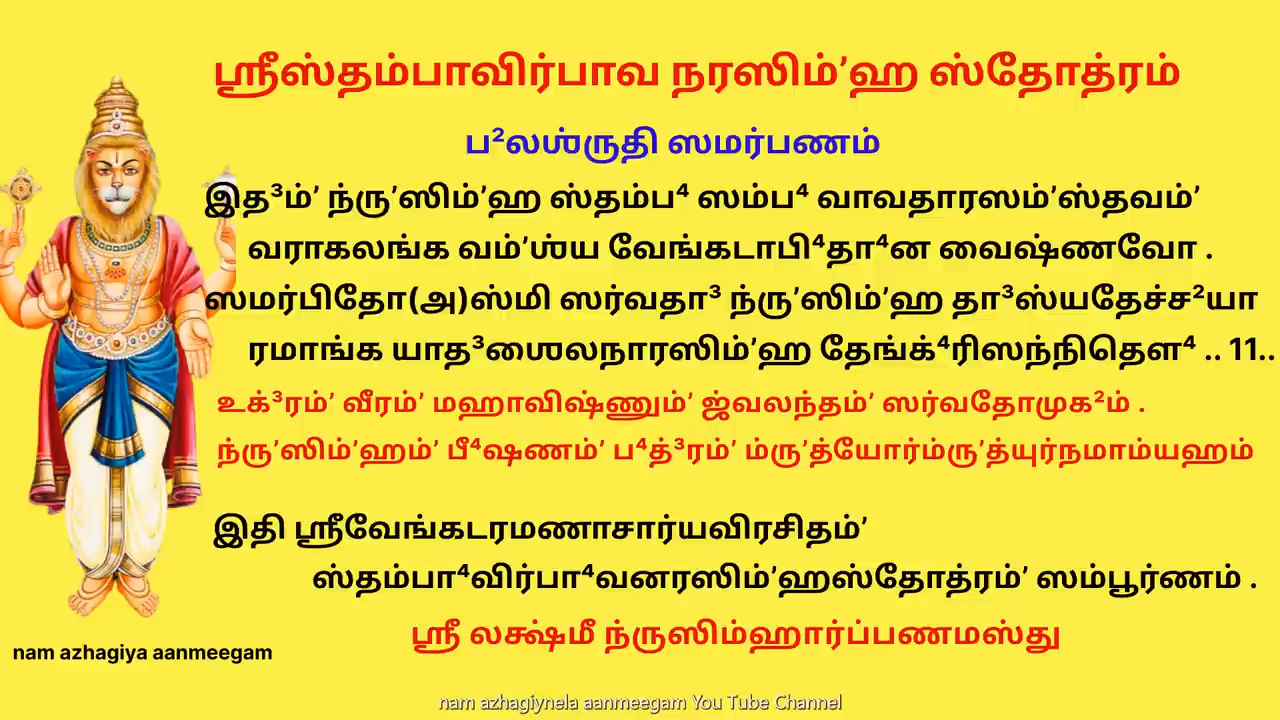 ஸ்ரீஸ்தம்பாவிர்பாவ நரஸிம்’ஹ ஸ்தோத்ரம்
ப²லஶ்ருதி ஸமர்பணம்
இத³ம்’ ந்ரு’ஸிம்’ஹ ஸ்தம்ப⁴ ஸம்ப⁴ வாவதாரஸம்’ஸ்தவம்’
வராகலங்க வம்’ஶ்ய வேங்கடாபி⁴தா⁴ன வைஷ்ணவோ .
ஸமர்பிதோ(அ)ஸ்மி ஸர்வதா³ ந்ரு’ஸிம்’ஹ தா³ஸ்யதேச்ச²யா
ரமாங்க யாத³ஶைலநாரஸிம்’ஹ தேங்க்⁴ரிஸந்நிதௌ⁴ .. 11..
உக்³ரம்’ வீரம்’ மஹாவிஷ்ணும்’ ஜ்வலந்தம்’ ஸர்வதோமுக²ம் .
ந்ரு’ஸிம்’ஹம்’ பீ⁴ஷணம்’ ப⁴த்³ரம்’ ம்ரு’த்யோர்ம்ரு’த்யுர்நமாம்யஹம்
இதி ஸ்ரீவேங்கடரமணாசார்யவிரசிதம்’
ஸ்தம்பா⁴விர்பா⁴வனரஸிம்’ஹஸ்தோத்ரம்’ ஸம்பூர்ணம் .
ஸ்ரீ லக்ஷ்மீ ந்ருஸிம்ஹார்ப்பணமஸ்து
nam azhagiya aanmeegam
nam azhagiynela aanmeegam You Tube Channel